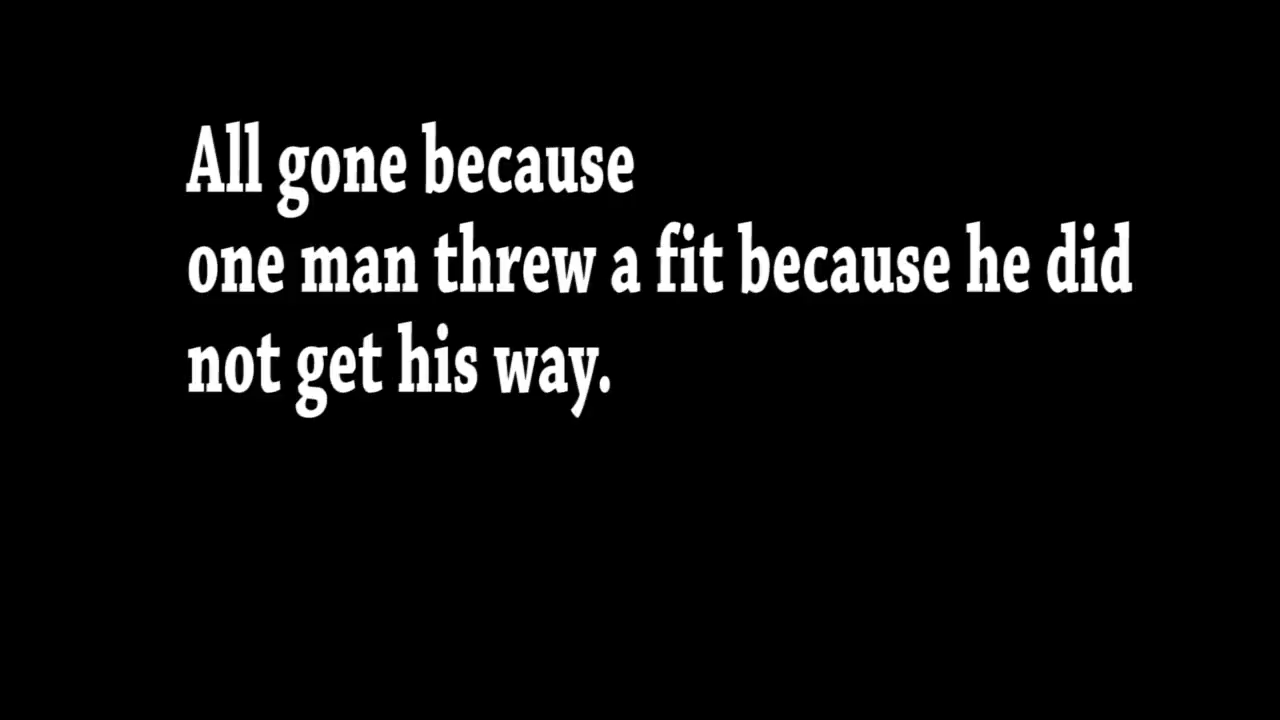 All gone because
one man threw a fit because he did
not get his way.